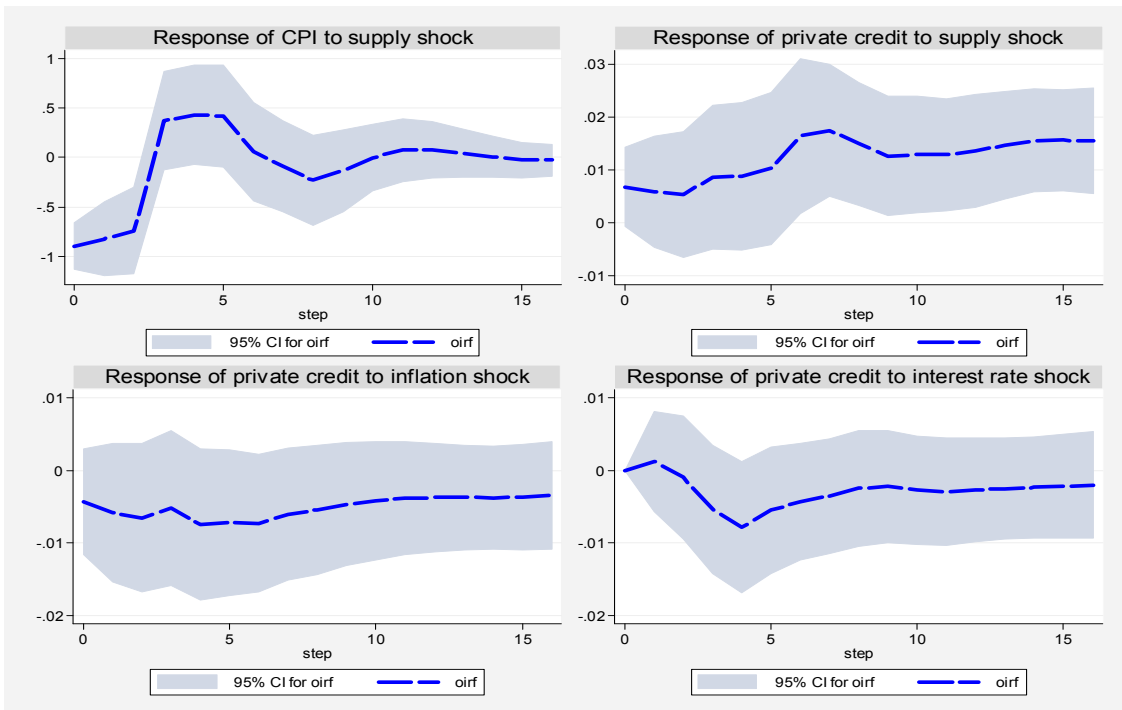 Response of CPI to supply shock
1
.5
0
-.5
-1
0 5 10 15
step
95% CI for oirf oirf
Response of private credit to supply shock
.03
.02
.01
0
-.01
0 5 10 15
step
95% CI for oirf oirf
Response of private credit to inflation shock
.01
0
-.01
-.02
0 5 10 15
step
95% CI for oirf oirf
Response of private credit to interest rate shock
.01
0
-.01
-.02
0 5 10 15
step
95% CI for oirf oirf